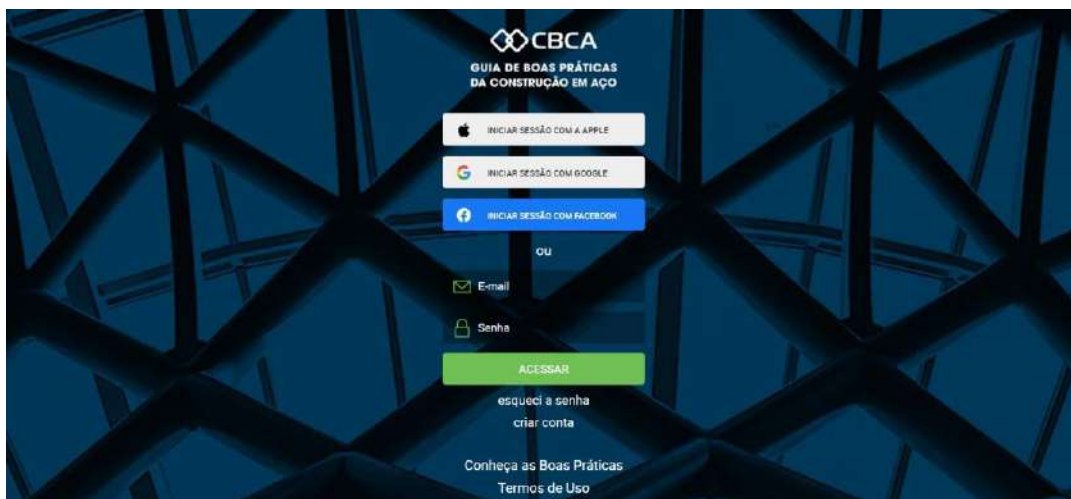 CBCA
GUIA DE BOAS PRÁTICAS
DA CONSTRUÇÃO EM AÇO
INICIAR SESSÃO COM A APPLE
INICIAR SESSÃO COM GOOGLE
INICIAR SESSÃO COM FACEBOOK
ou
E-mail
Senha
ACESSAR
esqueci a senha
criar conta
Conheça as Boas Práticas
Termos de Uso